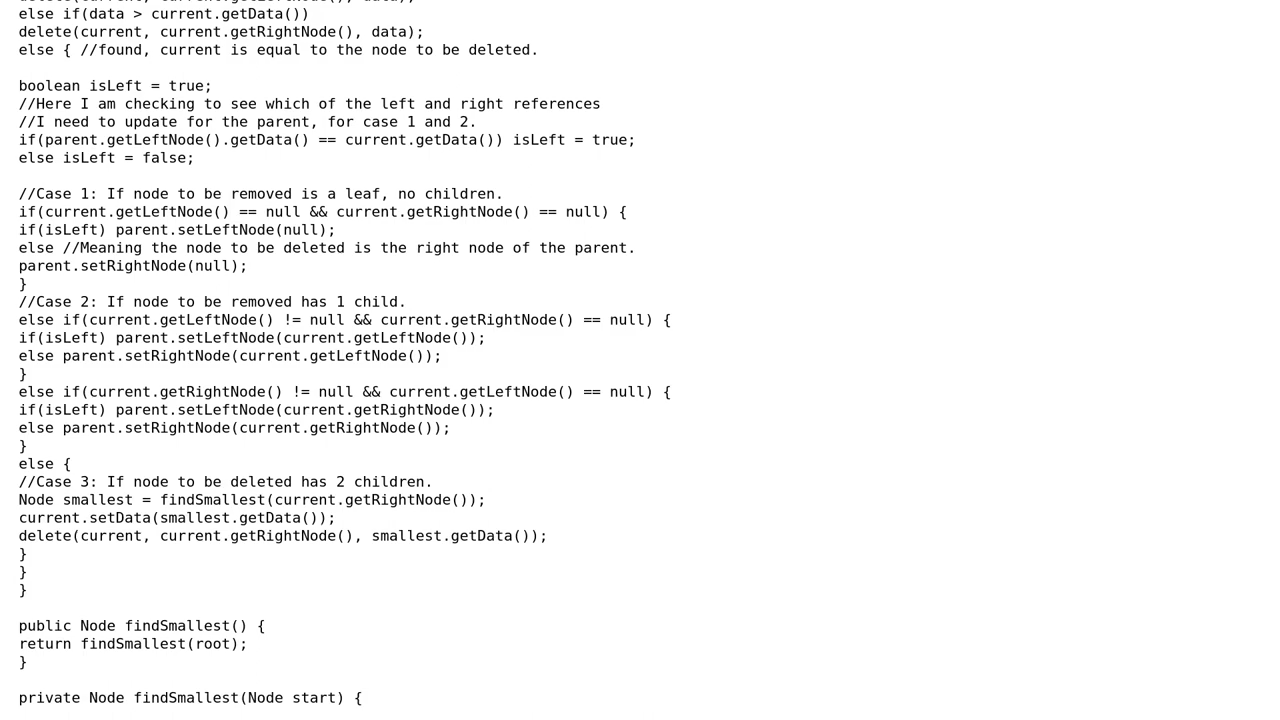 delete(current, current.getLeftNode(), data);
else if(data > current.getData())
delete(current, current.getRightNode(), data);
else { //found, current is equal to the node to be deleted.
boolean isLeft = true;
//Here I am checking to see which of the left and right references
//I need to update for the parent, for case 1 and 2.
if(parent.getLeftNode().getData() == current.getData()) isLeft = true;
else isLeft = false;
//Case 1: If node to be removed is a leaf, no children.
if(current.getLeftNode() == null && current.getRightNode() == null) {
if(isLeft) parent.setLeftNode(null);
else //Meaning the node to be deleted is the right node of the parent.
parent.setRightNode(null);
}
//Case 2: If node to be removed has 1 child.
else if(current.getLeftNode() != null && current.getRightNode() == null) {
if(isLeft) parent.setLeftNode(current.getLeftNode());
else parent.setRightNode(current.getLeftNode());
}
else if(current.getRightNode() != null && current.getLeftNode() == null) {
if(isLeft) parent.setLeftNode(current.getRightNode());
else parent.setRightNode(current.getRightNode());
}
else {
//Case 3: If node to be deleted has 2 children.
Node smallest = findSmallest(current.getRightNode());
current.setData(smallest.getData());
delete(current, current.getRightNode(), smallest.getData());
}
}
}
public Node findSmallest() {
return findSmallest(root);
}
private Node findSmallest(Node start) {